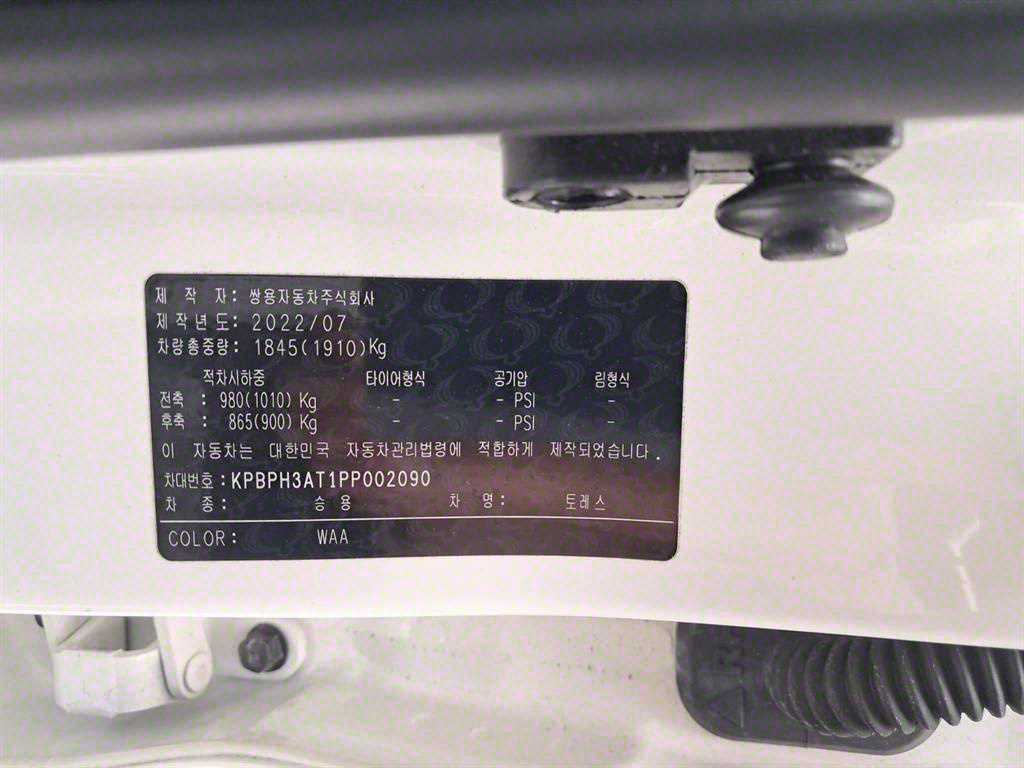 제 작 자: 쌍용자동차주식회사
제작년도: 2022/07
차량총중량: 1845(1910)Kg
적차시하중 타이어형식 공기압 림형식
전축 : 980(1010) Kg - - PSI -
후축 : 865(900) Kg - - PSI -
이 자동차는 대한민국 자동차관리법령에 적합하게 제작되었습니다.
차대번호:KPBPH3AT1PP002090
차 종: 승 용 차 명: 토레스
COLOR: WAA